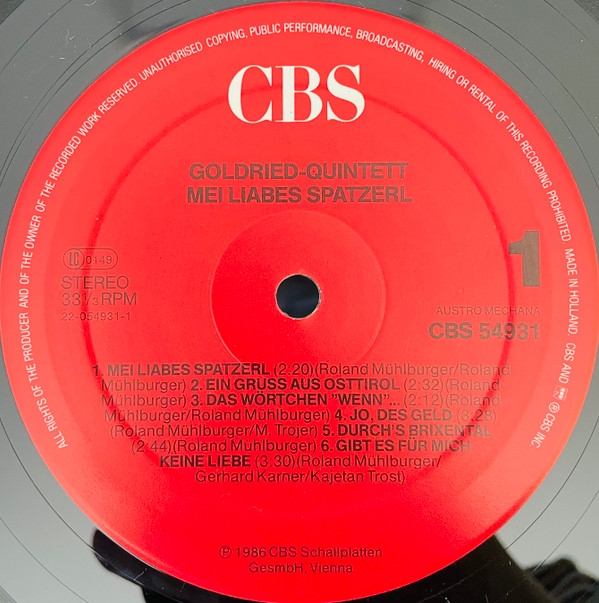 ALL RIGHTS OF THE PRODUCER AND OF THE OWNER OF THE RECORDED WORK RESERVED. UNAUTHORISED COPYING, PUBLIC PERFORMANCE, BROADCASTING, HIRING OR RENTAL OF THIS RECORDING PROHIBITED. MADE IN HOLLAND. CBS AND ℗ CBS INC.
CBS
GOLDRIED-QUINTETT
MEI LIABES SPATZERL
LC 0149
STEREO
33 1/3 RPM
22-054931-1
1
AUSTRO MECHANA
CBS 54931
1. MEI LIABES SPATZERL (2:20)(Roland Mühlburger/Roland
Mühlburger) 2. EIN GRUSS AUS OSTTIROL (2:32)(Roland
Mühlburger) 3. DAS WÖRTCHEN "WENN"... (2:12)(Roland
Mühlburger/Roland Mühlburger) 4. JO, DES GELD (3:28)
(Roland Mühlburger/M. Trojer) 5. DURCH'S BRIXENTAL
(2:44)(Roland Mühlburger) 6. GIBT ES FÜR MICH
KEINE LIEBE (3:30)(Roland Mühlburger/
Gerhard Karner/Kajetan Trost)
℗ 1986 CBS Schallplatten
GesmbH, Vienna